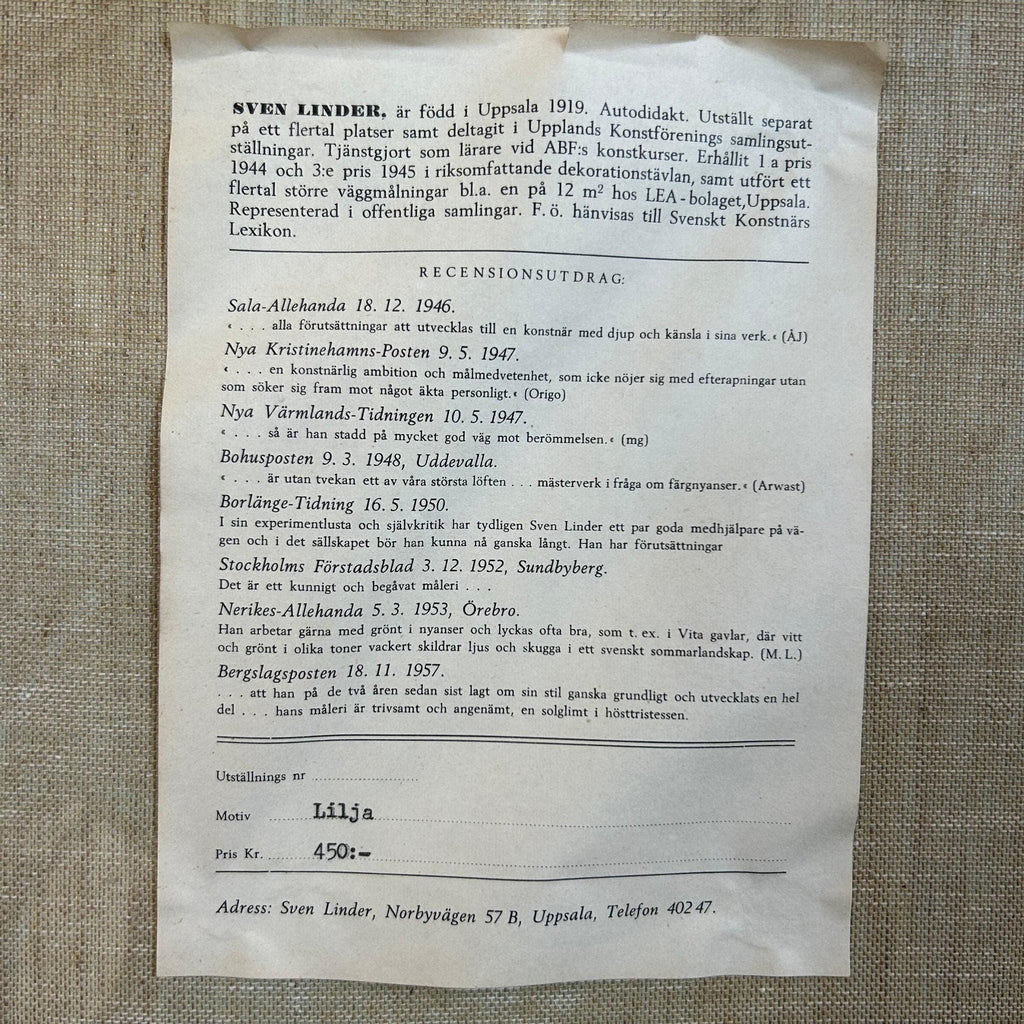 SVEN LINDER, är född i Uppsala 1919. Autodidakt. Utställt separat
på ett flertal platser samt deltagit i Upplands Konstförenings samlingsut-
ställningar. Tjänstgjort som lärare vid ABF:s konstkurser. Erhållit 1 a pris
1944 och 3:e pris 1945 i riksomfattande dekorationstävlan, samt utfört ett
flertal större väggmålningar bl.a. en på 12 m² hos LEA-bolaget,Uppsala.
Representerad i offentliga samlingar. F. ö. hänvisas till Svenskt Konstnärs
Lexikon.
RECENSIONSUTDRAG:
Sala-Allehanda 18. 12. 1946.
« . . . alla förutsättningar att utvecklas till en konstnär med djup och känsla i sina verk.« (ÅJ)
Nya Kristinehamns-Posten 9. 5. 1947.
« . . . en konstnärlig ambition och målmedvetenhet, som icke nöjer sig med efterapningar utan
som söker sig fram mot något äkta personligt.« (Origo)
Nya Värmlands-Tidningen 10. 5. 1947.
« . . . så är han stadd på mycket god väg mot berömmelsen.« (mg)
Bohusposten 9. 3. 1948, Uddevalla.
« . . . är utan tvekan ett av våra största löften . . . mästerverk i fråga om färgnyanser.« (Arwast)
Borlänge-Tidning 16. 5. 1950.
I sin experimentlusta och självkritik har tydligen Sven Linder ett par goda medhjälpare på vä-
gen och i det sällskapet bör han kunna nå ganska långt. Han har förutsättningar
Stockholms Förstadsblad 3. 12. 1952, Sundbyberg.
Det är ett kunnigt och begåvat måleri . . .
Nerikes-Allehanda 5. 3. 1953, Örebro.
Han arbetar gärna med grönt i nyanser och lyckas ofta bra, som t. ex. i Vita gavlar, där vitt
och grönt i olika toner vackert skildrar ljus och skugga i ett svenskt sommarlandskap. (M. L.)
Bergslagsposten 18. 11. 1957.
. . . att han på de två åren sedan sist lagt om sin stil ganska grundligt och utvecklats en hel
del . . . hans måleri är trivsamt och angenämt, en solglimt i hösttristessen.
Utställnings nr
Motiv Lilja
Pris Kr. 450:-
Adress: Sven Linder, Norbyvägen 57 B, Uppsala, Telefon 402 47.